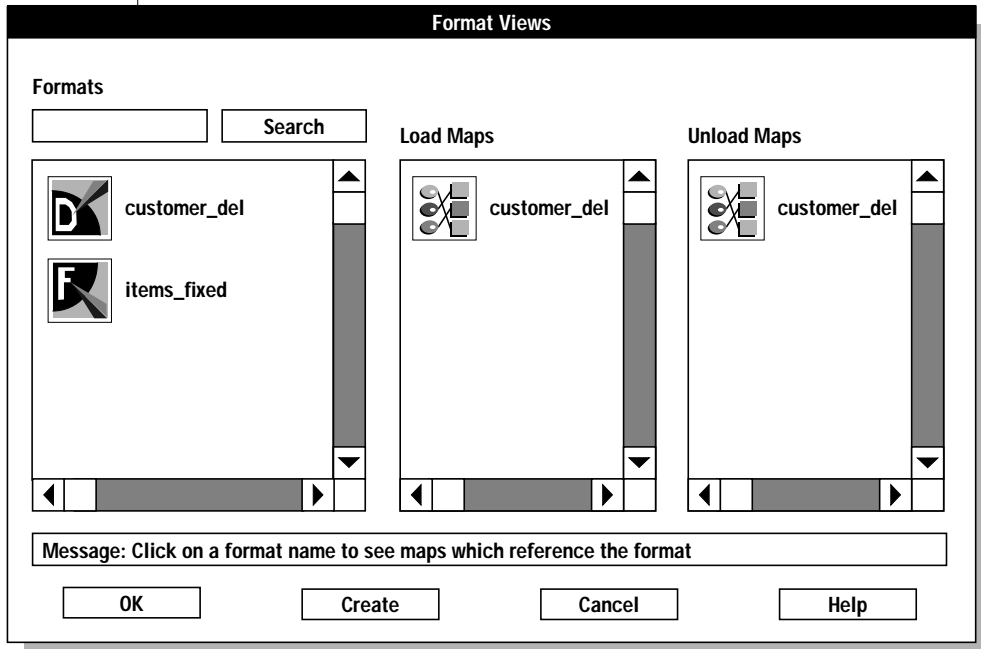 Format Views
Formats
Search
Load Maps
Unload Maps
D customer_del
F items_fixed
customer_del
customer_del
Message: Click on a format name to see maps which reference the format
OK
Create
Cancel
Help